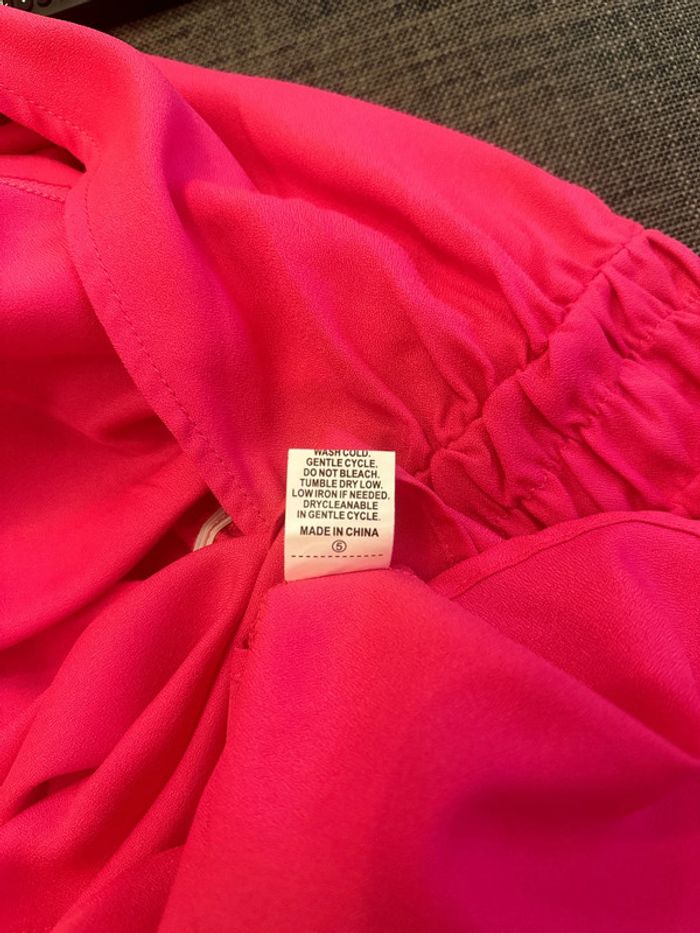 WASH COLD.
GENTLE CYCLE.
DO NOT BLEACH.
TUMBLE DRY LOW.
LOW IRON IF NEEDED.
DRYCLEANABLE
IN GENTLE CYCLE.
MADE IN CHINA
⑤